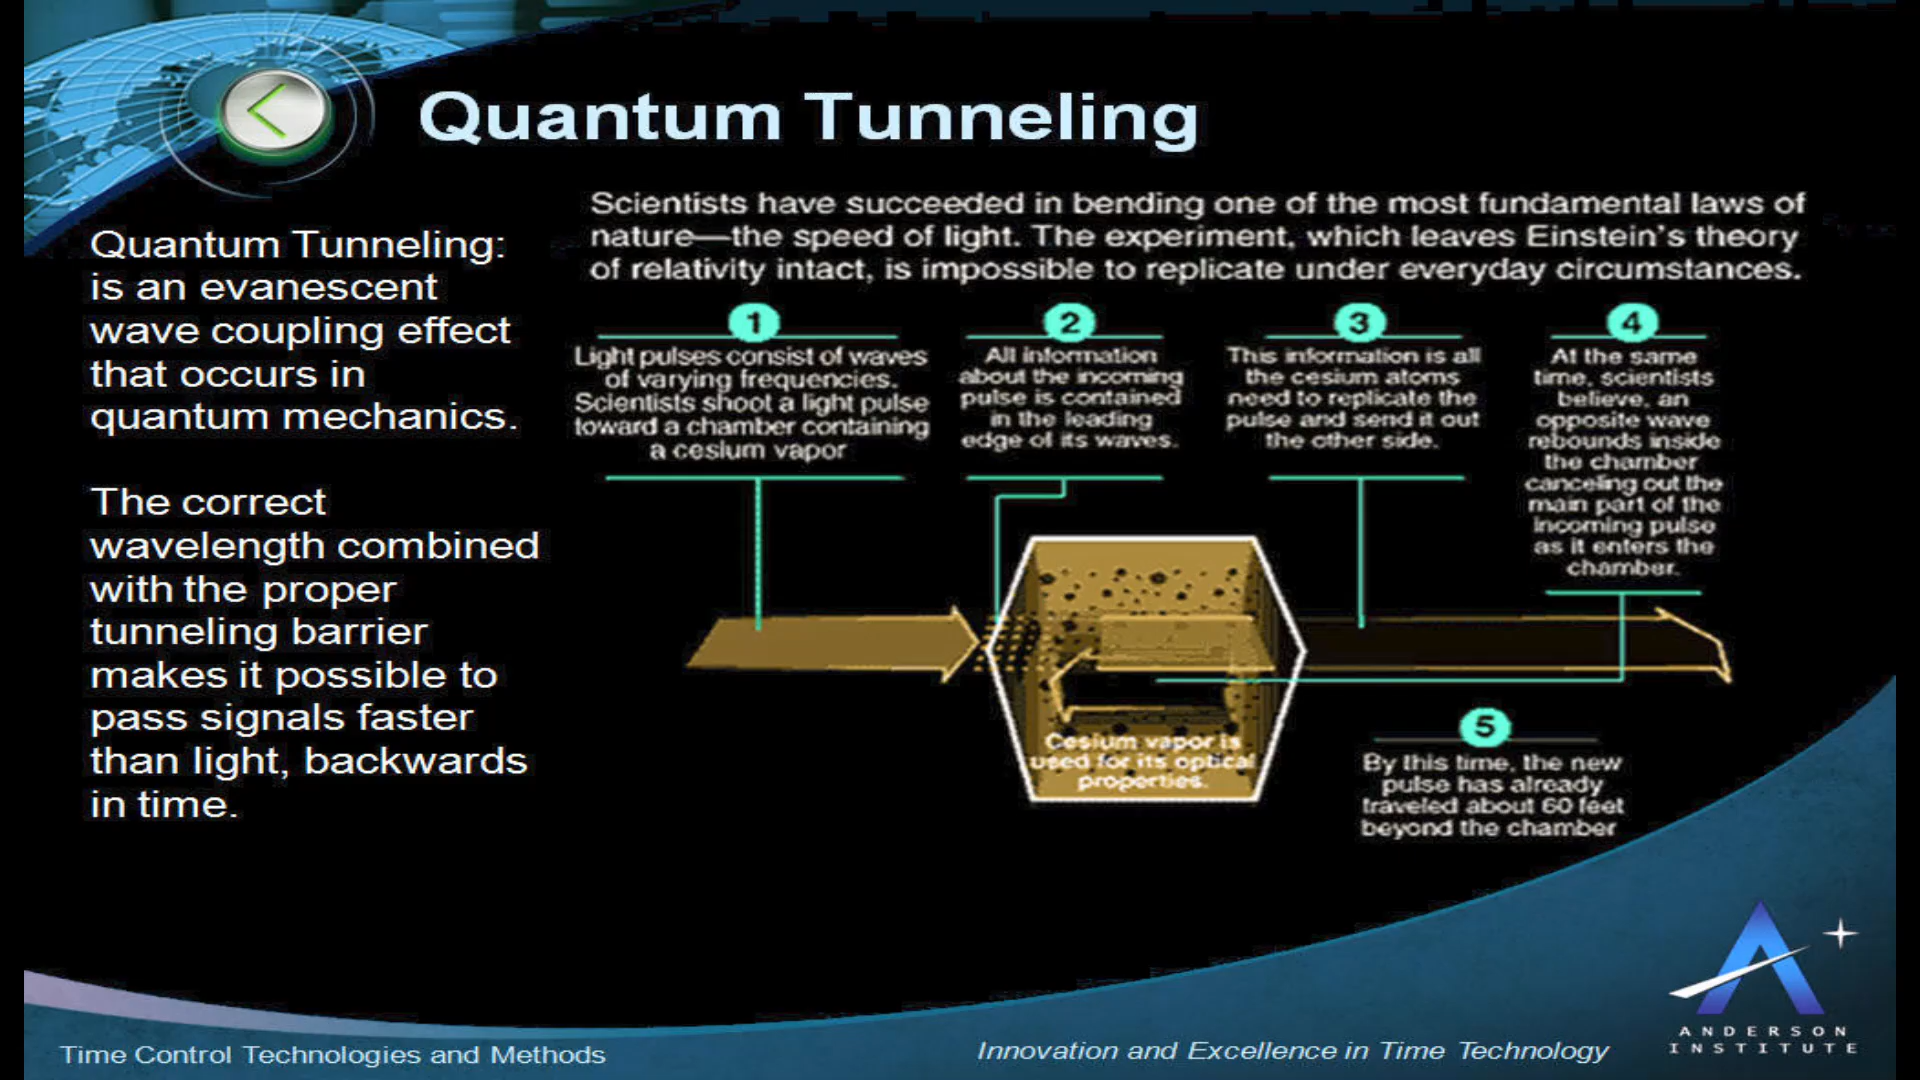 Quantum Tunneling
Quantum Tunneling:
is an evanescent
wave coupling effect
that occurs in
quantum mechanics.
The correct
wavelength combined
with the proper
tunneling barrier
makes it possible to
pass signals faster
than light, backwards
in time.
Scientists have succeeded in bending one of the most fundamental laws of
nature—the speed of light. The experiment, which leaves Einstein's theory
of relativity intact, is impossible to replicate under everyday circumstances.
1
Light pulses consist of waves
of varying frequencies.
Scientists shoot a light pulse
toward a chamber containing
a cesium vapor
2
All information
about the incoming
pulse is contained
in the leading
edge of its waves.
3
This information is all
the cesium atoms
need to replicate the
pulse and send it out
the other side.
4
At the same
time, scientists
believe, an
opposite wave
rebounds inside
the chamber
canceling out the
main part of the
incoming pulse
as it enters the
chamber.
Cesium vapor is
used for its optical
properties.
5
By this time, the new
pulse has already
traveled about 60 feet
beyond the chamber
ANDERSON
INSTITUTE
Time Control Technologies and Methods
Innovation and Excellence in Time Technology